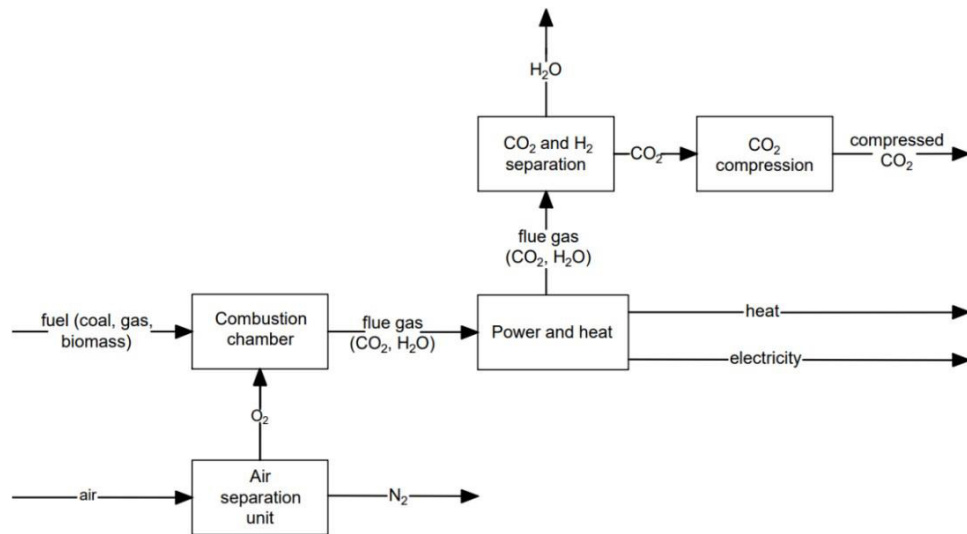 H₂O
CO₂ and H₂
separation
CO₂
CO₂
compression
compressed
CO₂
flue gas
(CO₂, H₂O)
fuel (coal, gas,
biomass)
Combustion
chamber
flue gas
(CO₂, H₂O)
Power and heat
heat
electricity
O₂
air
Air
separation
unit
N₂